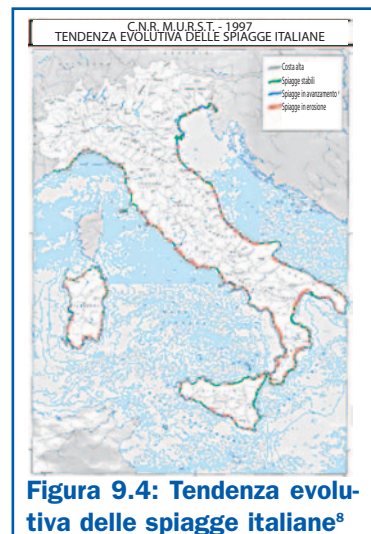 C.N.R. M.U.R.S.T. - 1997
TENDENZA EVOLUTIVA DELLE SPIAGGE ITALIANE
Costa alta
Spiagge stabili
Spiagge in avanzamento
Spiagge in erosione
Figura 9.4: Tendenza evolu-
tiva delle spiagge italiane⁸